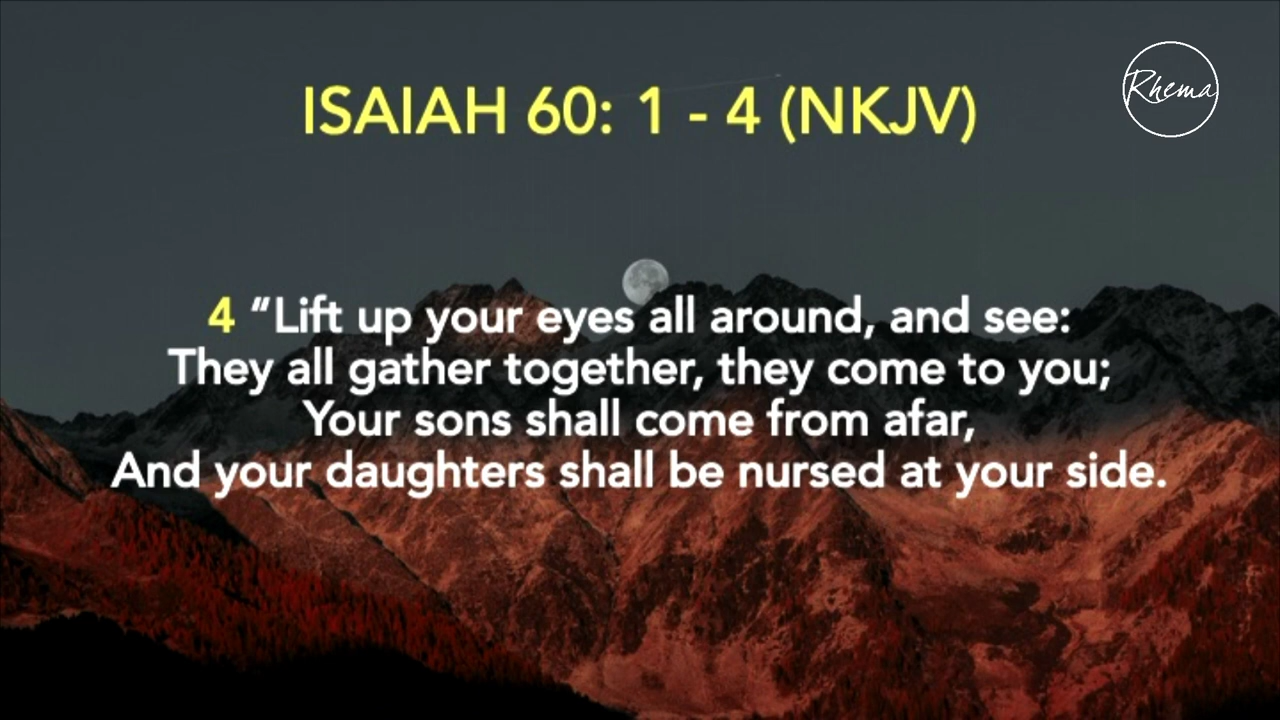 Rhema
ISAIAH 60: 1 - 4 (NKJV)
4 “Lift up your eyes all around, and see:
They all gather together, they come to you;
Your sons shall come from afar,
And your daughters shall be nursed at your side.